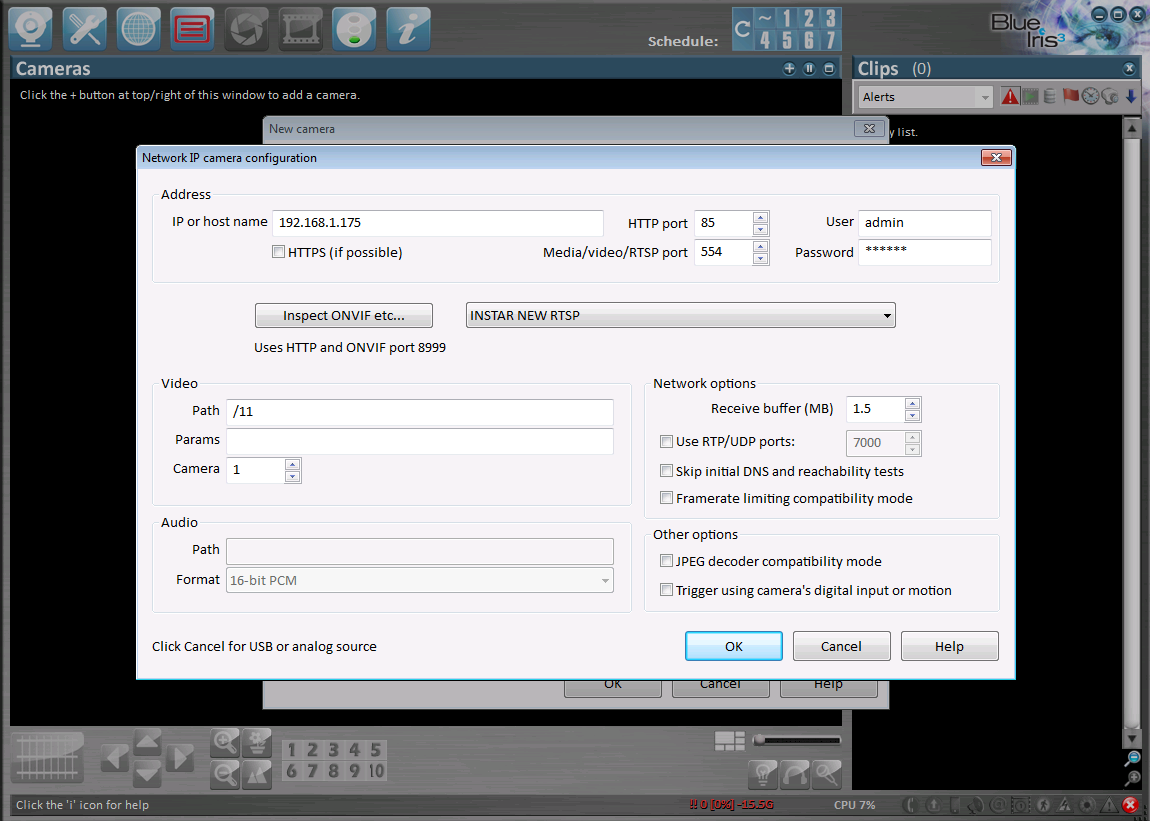 Schedule:
~ 1 2 3
C 4 5 6 7
Blue Iris 3
Cameras
Clips (0)
Click the + button at top/right of this window to add a camera.
Alerts
New camera
y list.
Network IP camera configuration
Address
IP or host name 192.168.1.175 HTTP port 85 User admin
HTTPS (if possible) Media/video/RTSP port 554 Password ******
Inspect ONVIF etc... INSTAR NEW RTSP
Uses HTTP and ONVIF port 8999
Video
Path /11
Params
Camera 1
Audio
Path
Format 16-bit PCM
Network options
Receive buffer (MB) 1.5
Use RTP/UDP ports: 7000
Skip initial DNS and reachability tests
Framerate limiting compatibility mode
Other options
JPEG decoder compatibility mode
Trigger using camera's digital input or motion
Click Cancel for USB or analog source
OK Cancel Help
OK Cancel Help
1 2 3 4 5
6 7 8 9 10
Click the 'i' icon for help
!! 0 [0%] -15.5G
CPU 7%